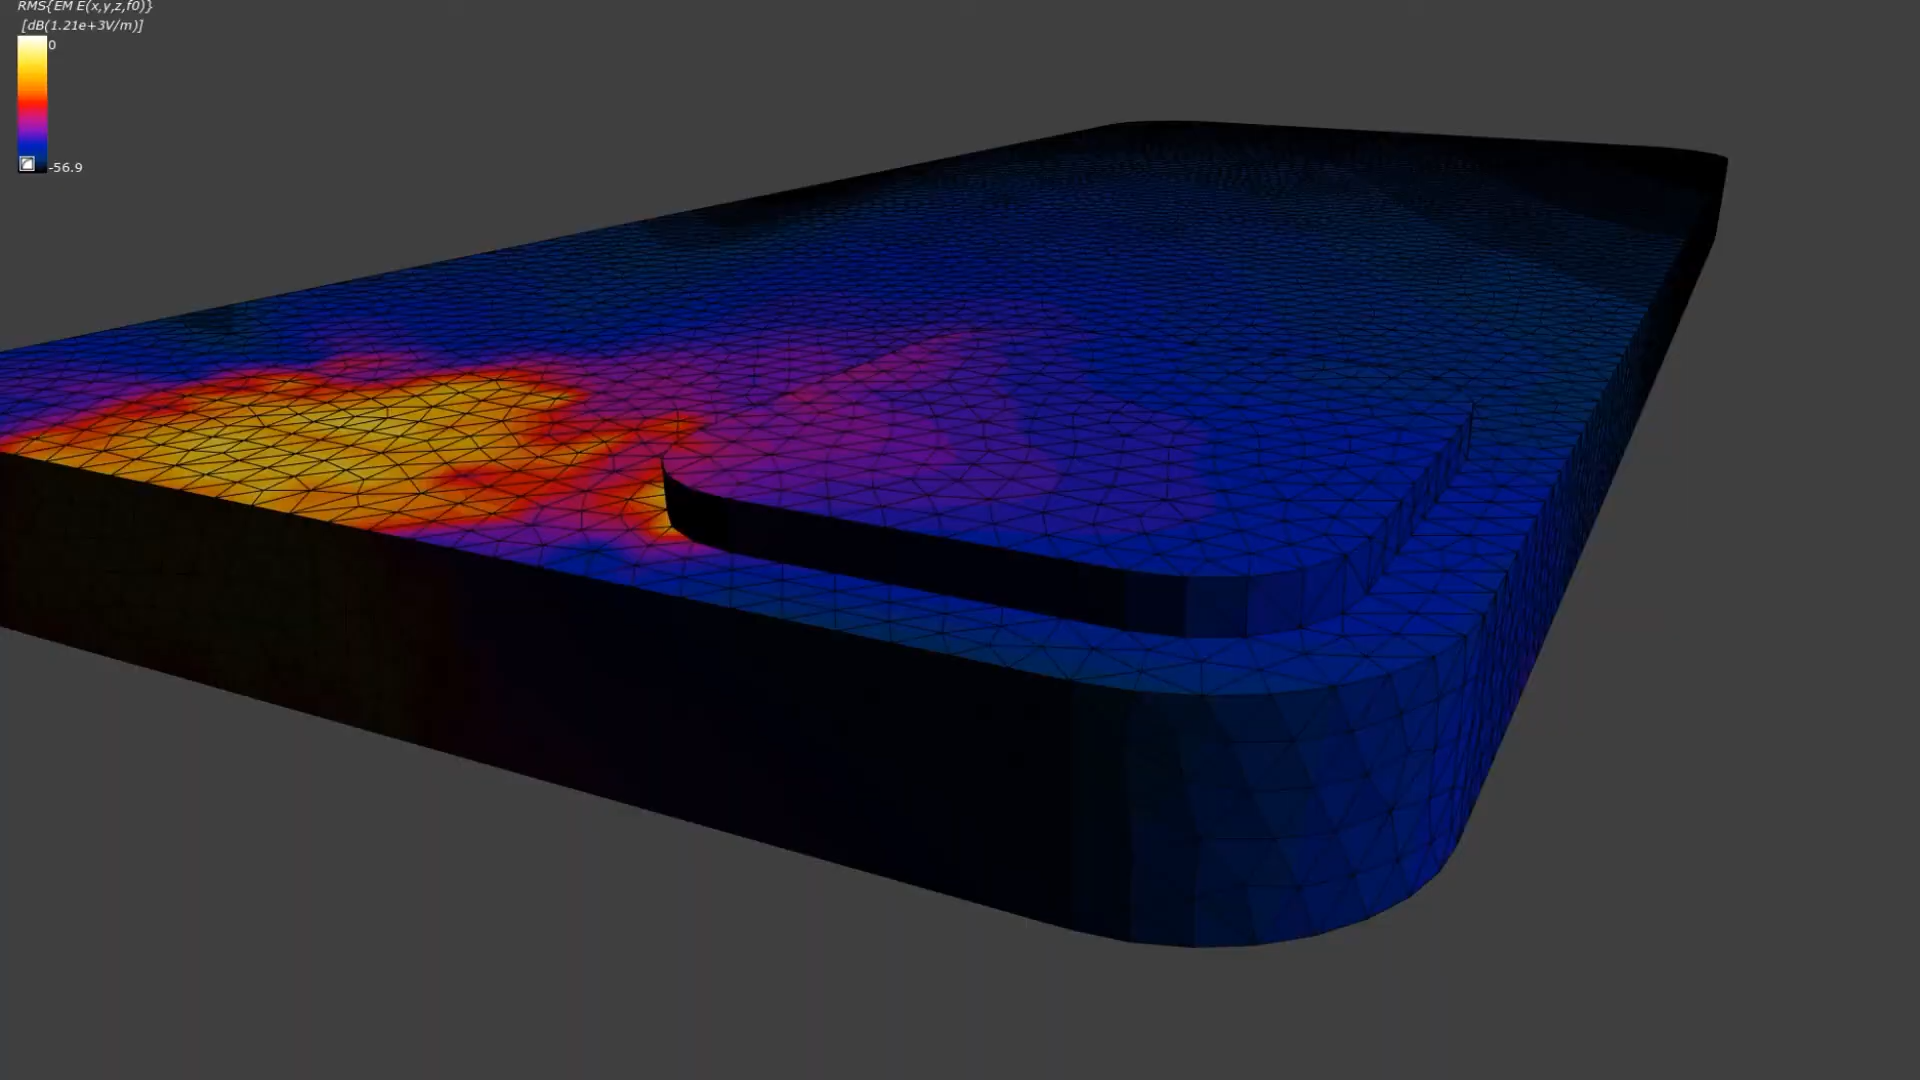 RMS{EM E(x,y,z,f0)}
[dB(1.21e+3V/m)]
0
-56.9